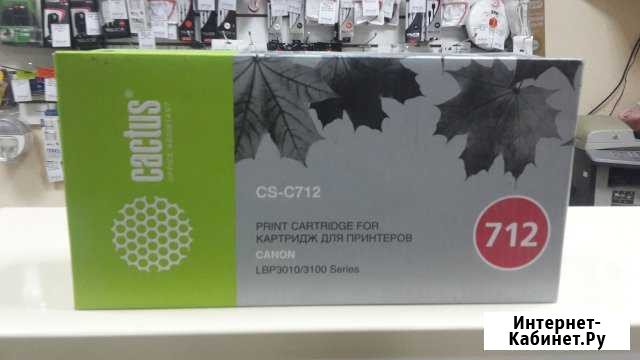 cactus
OFFICE ASSISTANT
CS-C712
PRINT CARTRIDGE FOR
КАРТРИДЖ ДЛЯ ПРИНТЕРОВ
CANON
LBP3010/3100 Series
712
Интернет-
Кабинет.Ру